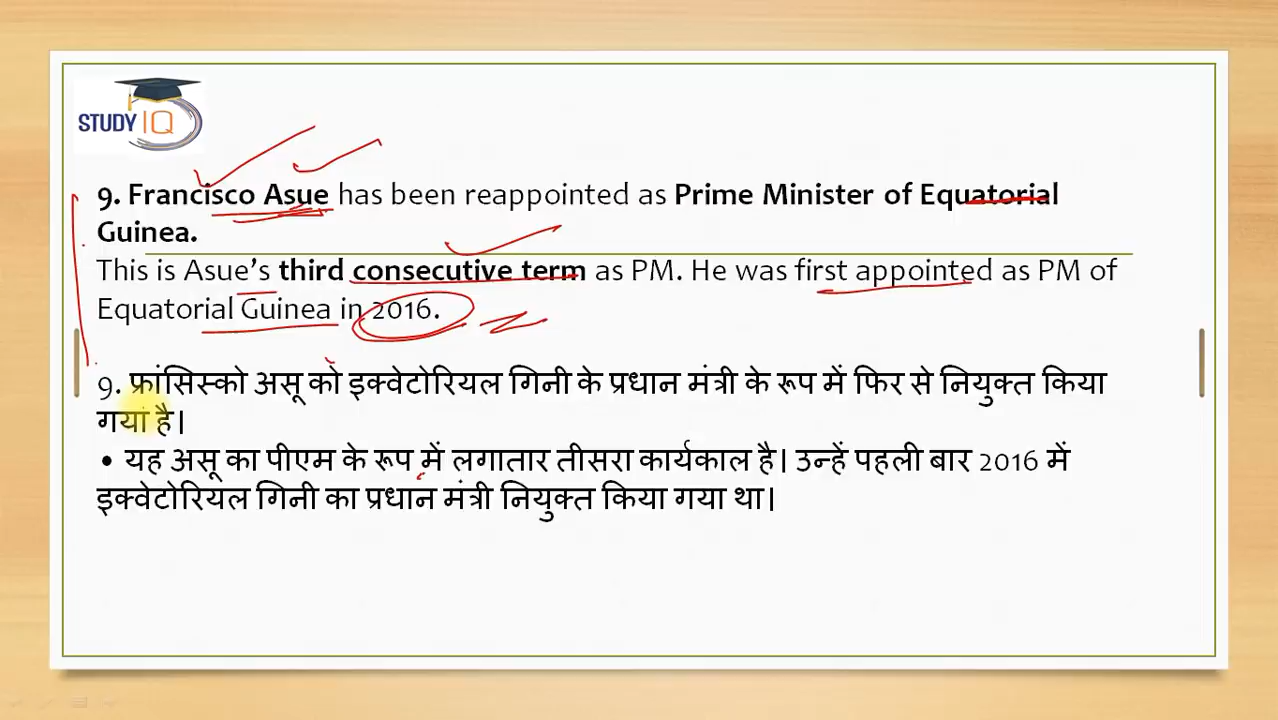 STUDY IQ
9. Francisco Asue has been reappointed as Prime Minister of Equatorial
Guinea.
This is Asue's third consecutive term as PM. He was first appointed as PM of
Equatorial Guinea in 2016.
9. फ्रांसिस्को असू को इक्वेटोरियल गिनी के प्रधान मंत्री के रूप में फिर से नियुक्त किया
गया है।
• यह असू का पीएम के रूप में लगातार तीसरा कार्यकाल है। उन्हें पहली बार 2016 में
इक्वेटोरियल गिनी का प्रधान मंत्री नियुक्त किया गया था।